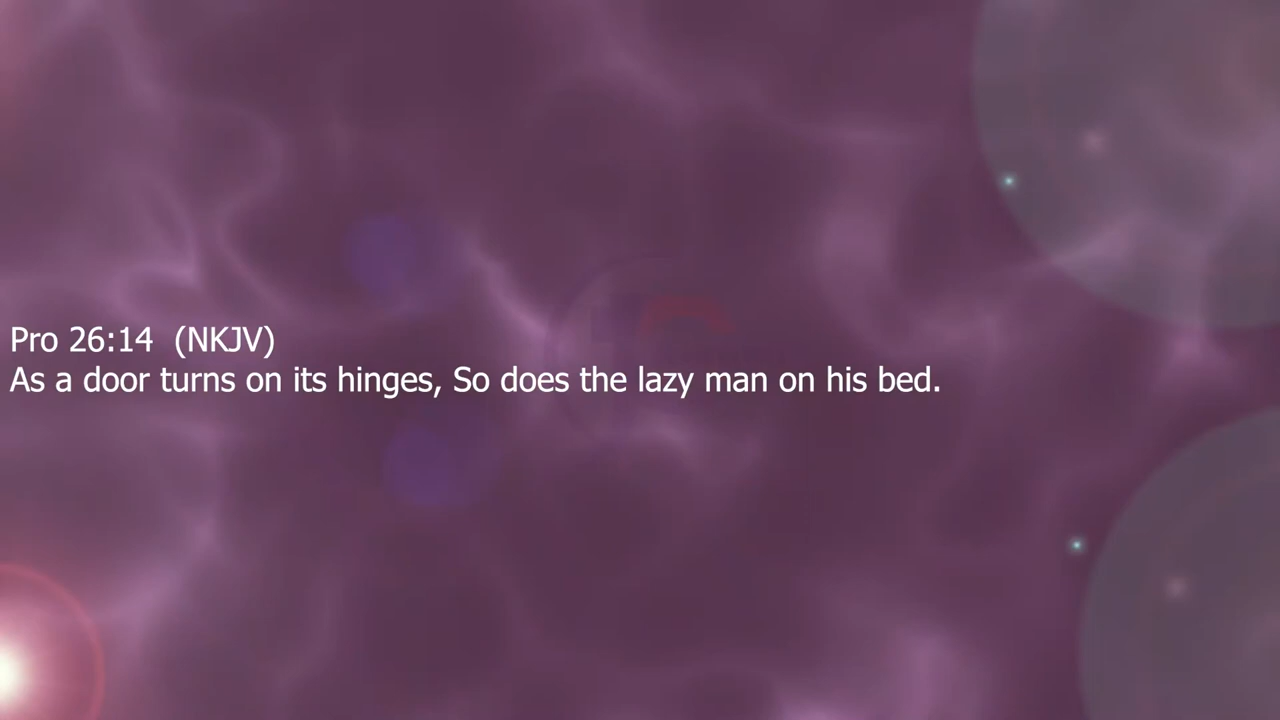 Pro 26:14  (NKJV)
As a door turns on its hinges, So does the lazy man on his bed.